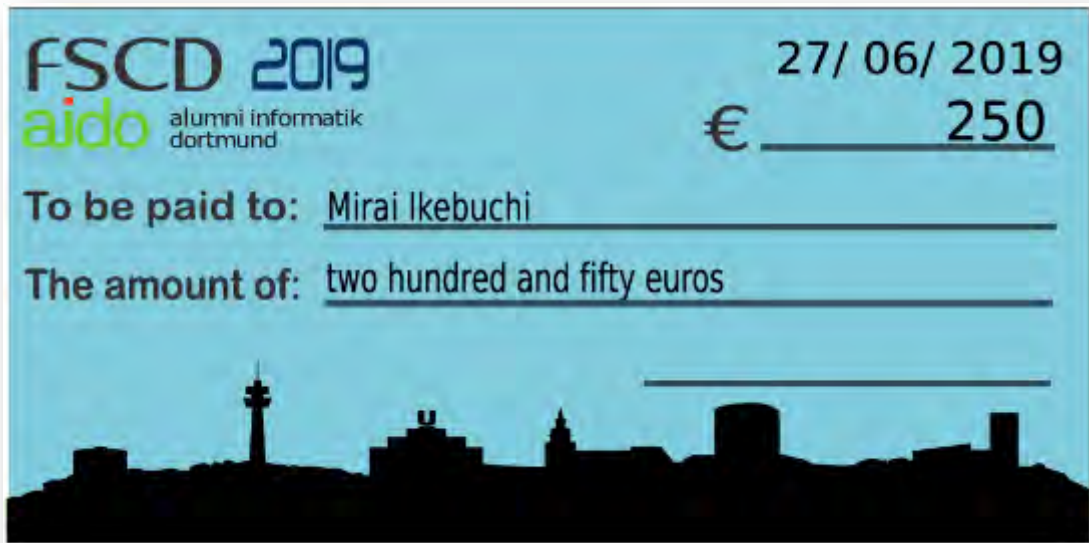 FSCD 2019
27/ 06/ 2019
aido alumni informatik
dortmund
€ 250
To be paid to: Mirai Ikebuchi
The amount of: two hundred and fifty euros
U